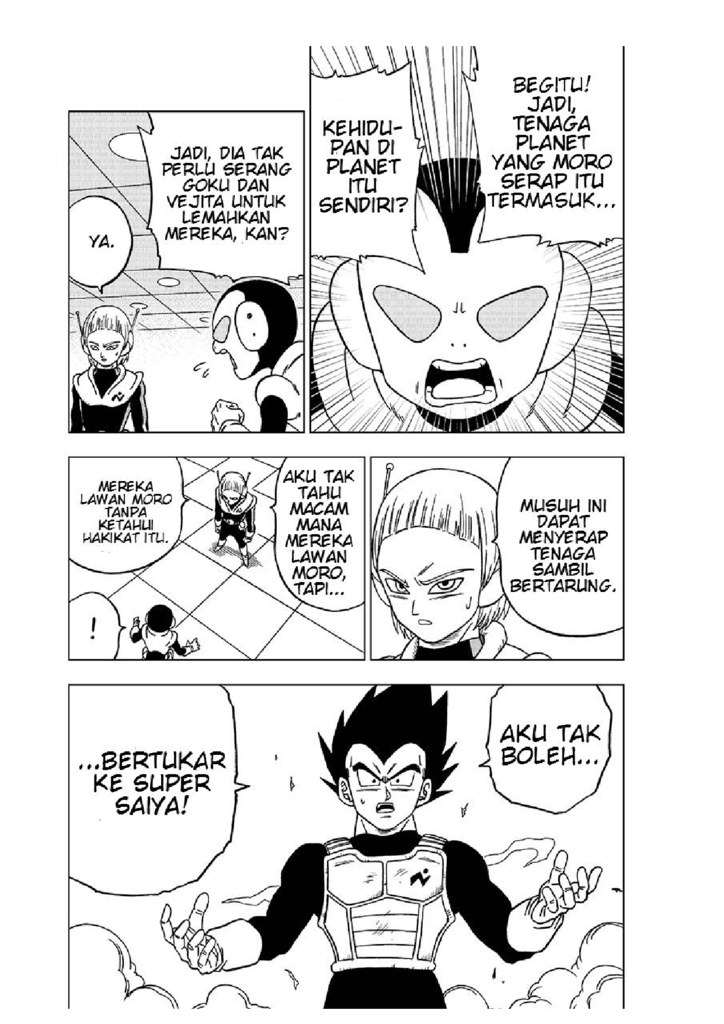 BEGITU!
JADI,
TENAGA
PLANET
YANG MORO
SERAP ITU
TERMASUK...
KEHIDU-
PAN DI
PLANET
ITU
SENDIRI?
JADI, DIA TAK
PERLU SERANG
GOKU DAN
VEJITA UNTUK
LEMAHKAN
MEREKA, KAN?
YA.
MUSUH INI
DAPAT
MENYERAP
TENAGA
SAMBIL
BERTARUNG.
AKU TAK
TAHU
MACAM
MANA
MEREKA
LAWAN
MORO,
TAPI...
MEREKA
LAWAN MORO
TANPA
KETAHUI
HAKIKAT ITU.
!
AKU TAK
BOLEH...
...BERTUKAR
KE SUPER
SAIYA!